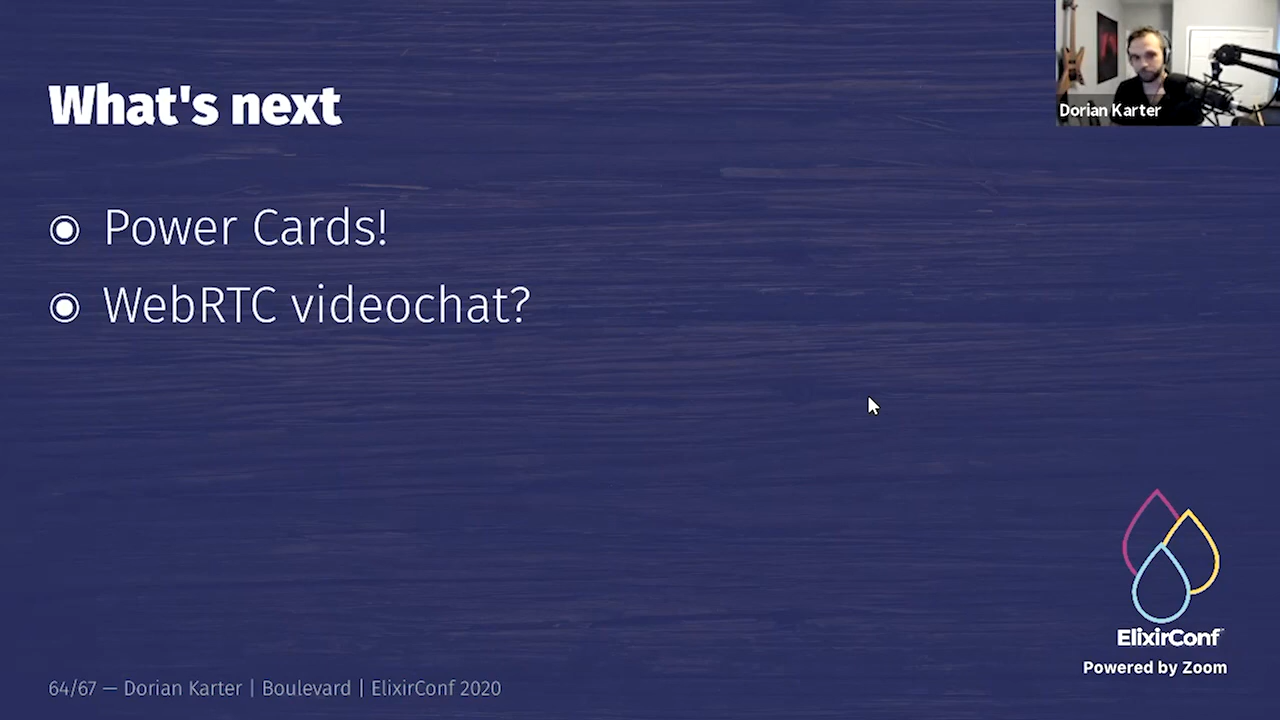 Dorian Karter
What's next
Power Cards!
WebRTC videochat?
ElixirConf
Powered by Zoom
64/67 — Dorian Karter | Boulevard | ElixirConf 2020